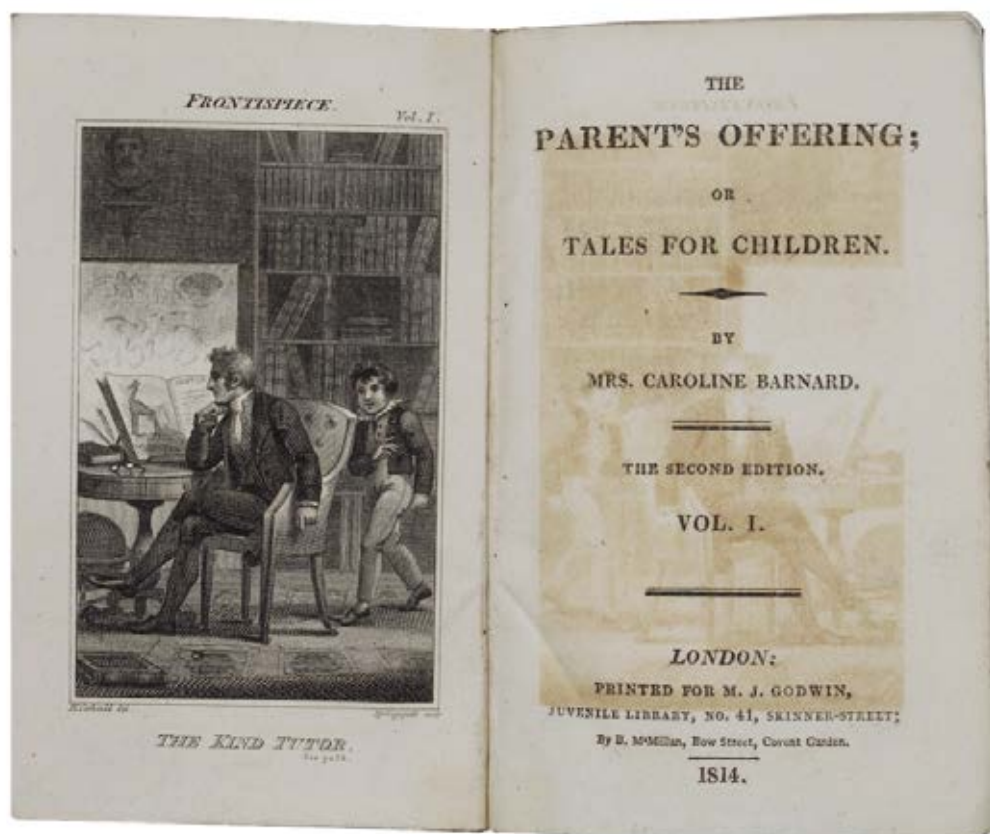 FRONTISPIECE.
Vol. I.
THE KIND TUTOR.
THE
PARENT'S OFFERING;
OR
TALES FOR CHILDREN.
BY
MRS. CAROLINE BARNARD.
THE SECOND EDITION.
VOL. I.
LONDON:
PRINTED FOR M. J. GODWIN,
JUVENILE LIBRARY, NO. 41, SKINNER-STREET;
By B. McMillan, Bow Street, Covent Garden.
1814.